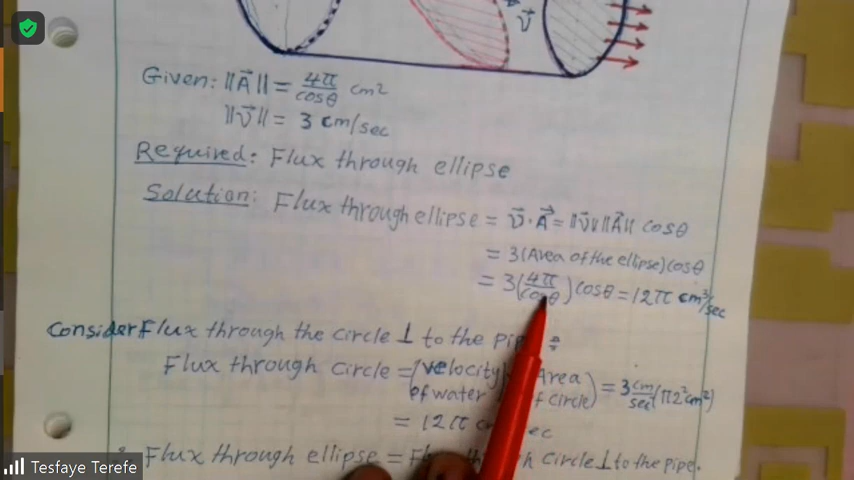 v⃗
Given: ||A⃗|| = 4π/cosθ cm²
||v⃗|| = 3 cm/sec
Required: Flux through ellipse
Solution: Flux through ellipse = v⃗ · A⃗ = ||v⃗|| ||A⃗|| cosθ
= 3(Area of the ellipse)cosθ
= 3(4π/cosθ)cosθ = 12π cm³/sec
Consider Flux through the circle ⊥ to the
Flux through circle = (velocity of water) (Area of circle) = 3 cm/sec (π2² cm²)
= 12π
Flux through ellipse = circle ⊥ to the pipe.
Tesfaye Terefe